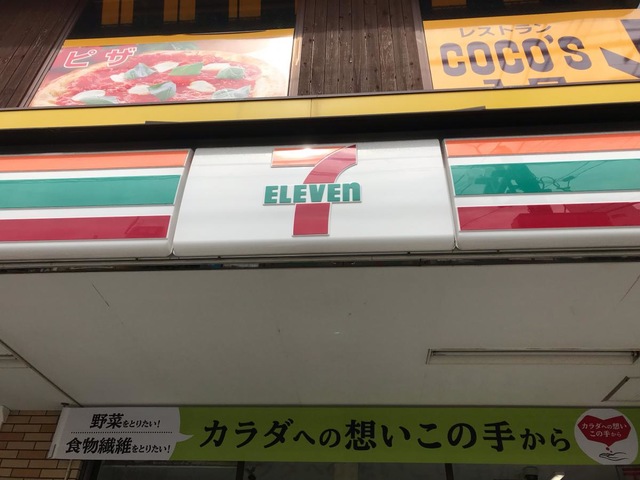 ピザ
レストラン
COCO'S
入口
7
ELEVEn
野菜をとりたい!
食物繊維をとりたい!
カラダへの想いこの手から
カラダへの想い
この手から